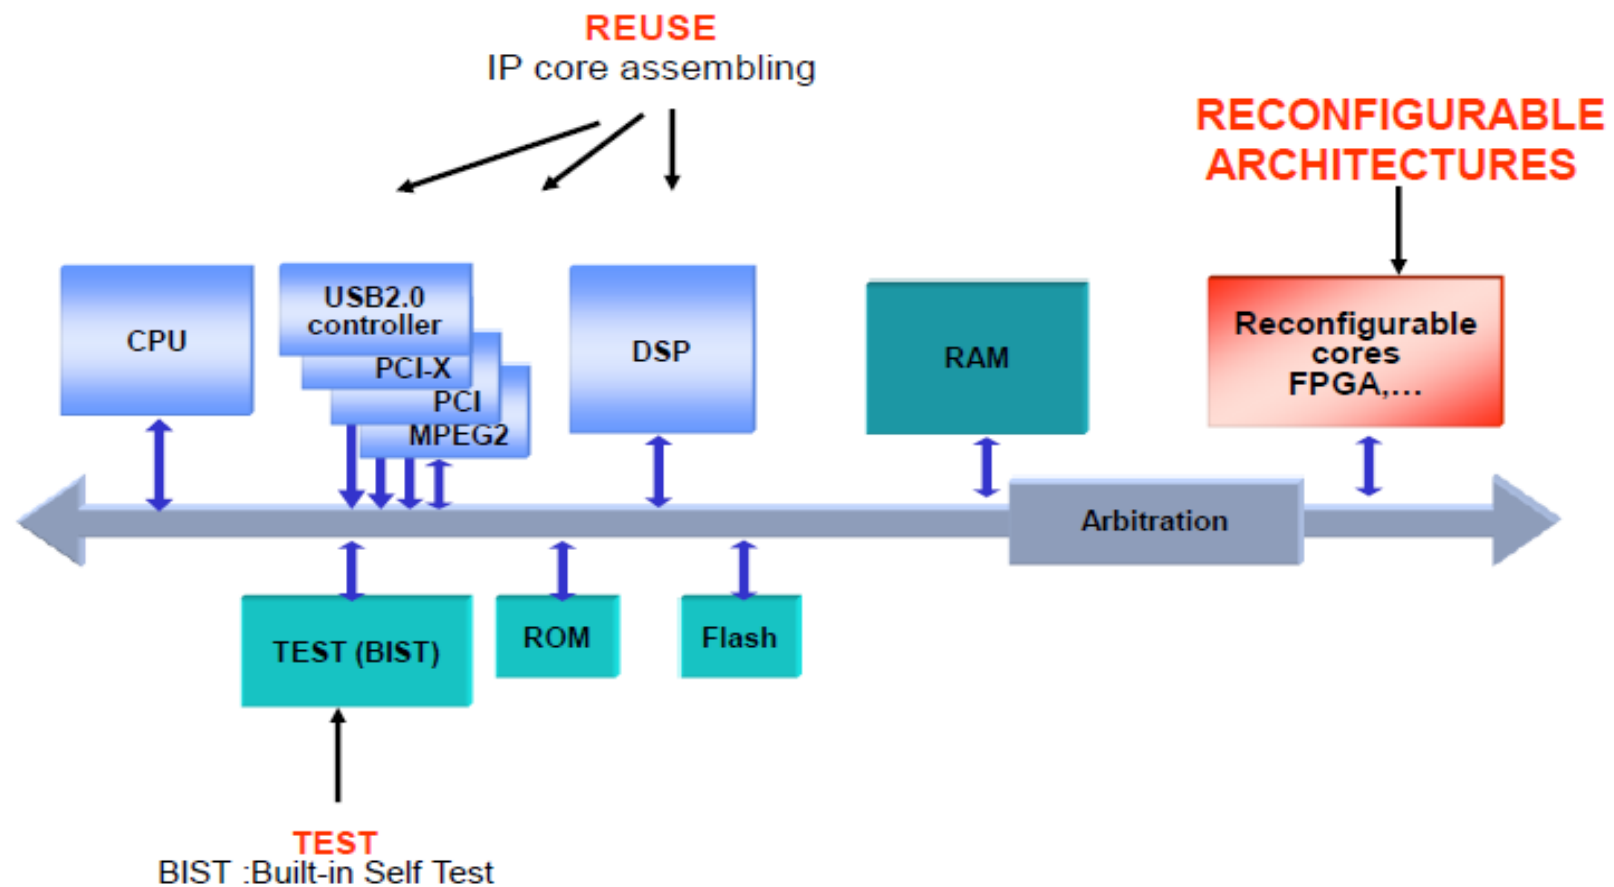 REUSE
IP core assembling
RECONFIGURABLE
ARCHITECTURES
CPU
USB2.0
controller
PCI-X
PCI
MPEG2
DSP
RAM
Reconfigurable
cores
FPGA,...
Arbitration
TEST (BIST)
ROM
Flash
TEST
BIST :Built-in Self Test